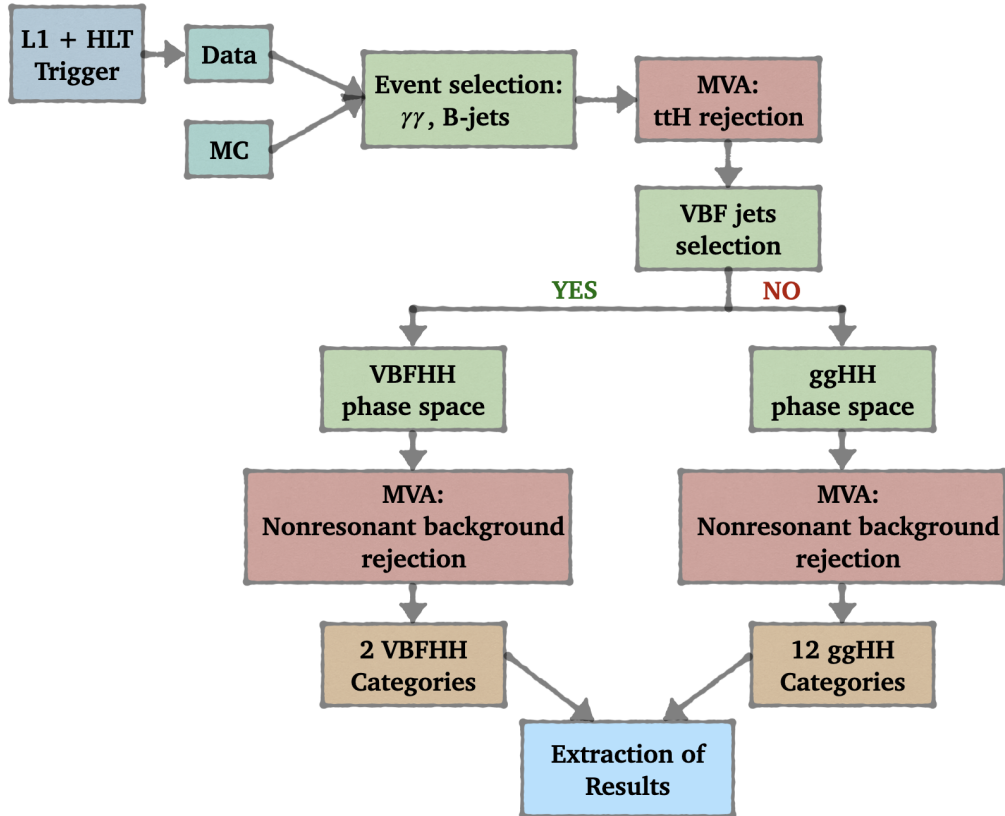 L1 + HLT
Trigger
Data
MC
Event selection:
γγ, B-jets
MVA:
ttH rejection
VBF jets
selection
YES
NO
VBFHH
phase space
ggHH
phase space
MVA:
Nonresonant background
rejection
MVA:
Nonresonant background
rejection
2 VBFHH
Categories
12 ggHH
Categories
Extraction of
Results